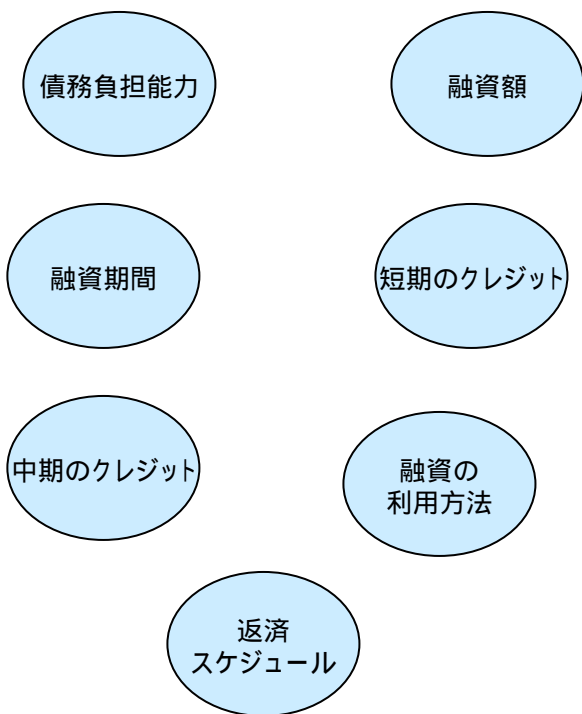 債務負担能力
融資額
融資期間
短期のクレジット
中期のクレジット
融資の
利用方法
返済
スケジュール